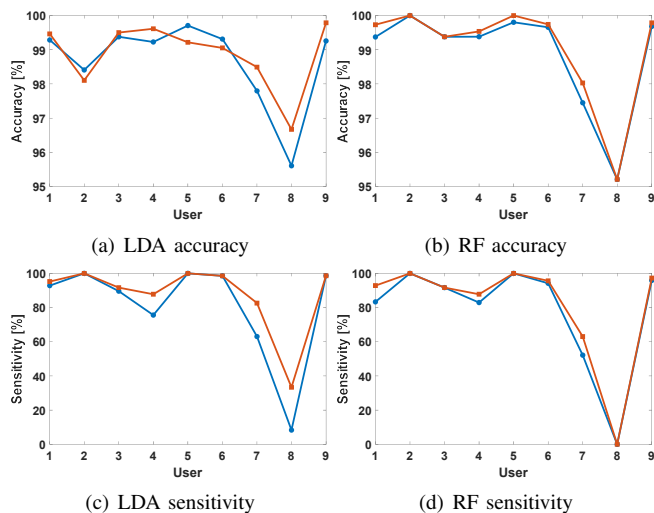 100
99
98
97
96
95
Accuracy [%]
1 2 3 4 5 6 7 8 9
User
(a) LDA accuracy
100
99
98
97
96
95
Accuracy [%]
1 2 3 4 5 6 7 8 9
User
(b) RF accuracy
100
80
60
40
20
0
Sensitivity [%]
1 2 3 4 5 6 7 8 9
User
(c) LDA sensitivity
100
80
60
40
20
0
Sensitivity [%]
1 2 3 4 5 6 7 8 9
User
(d) RF sensitivity